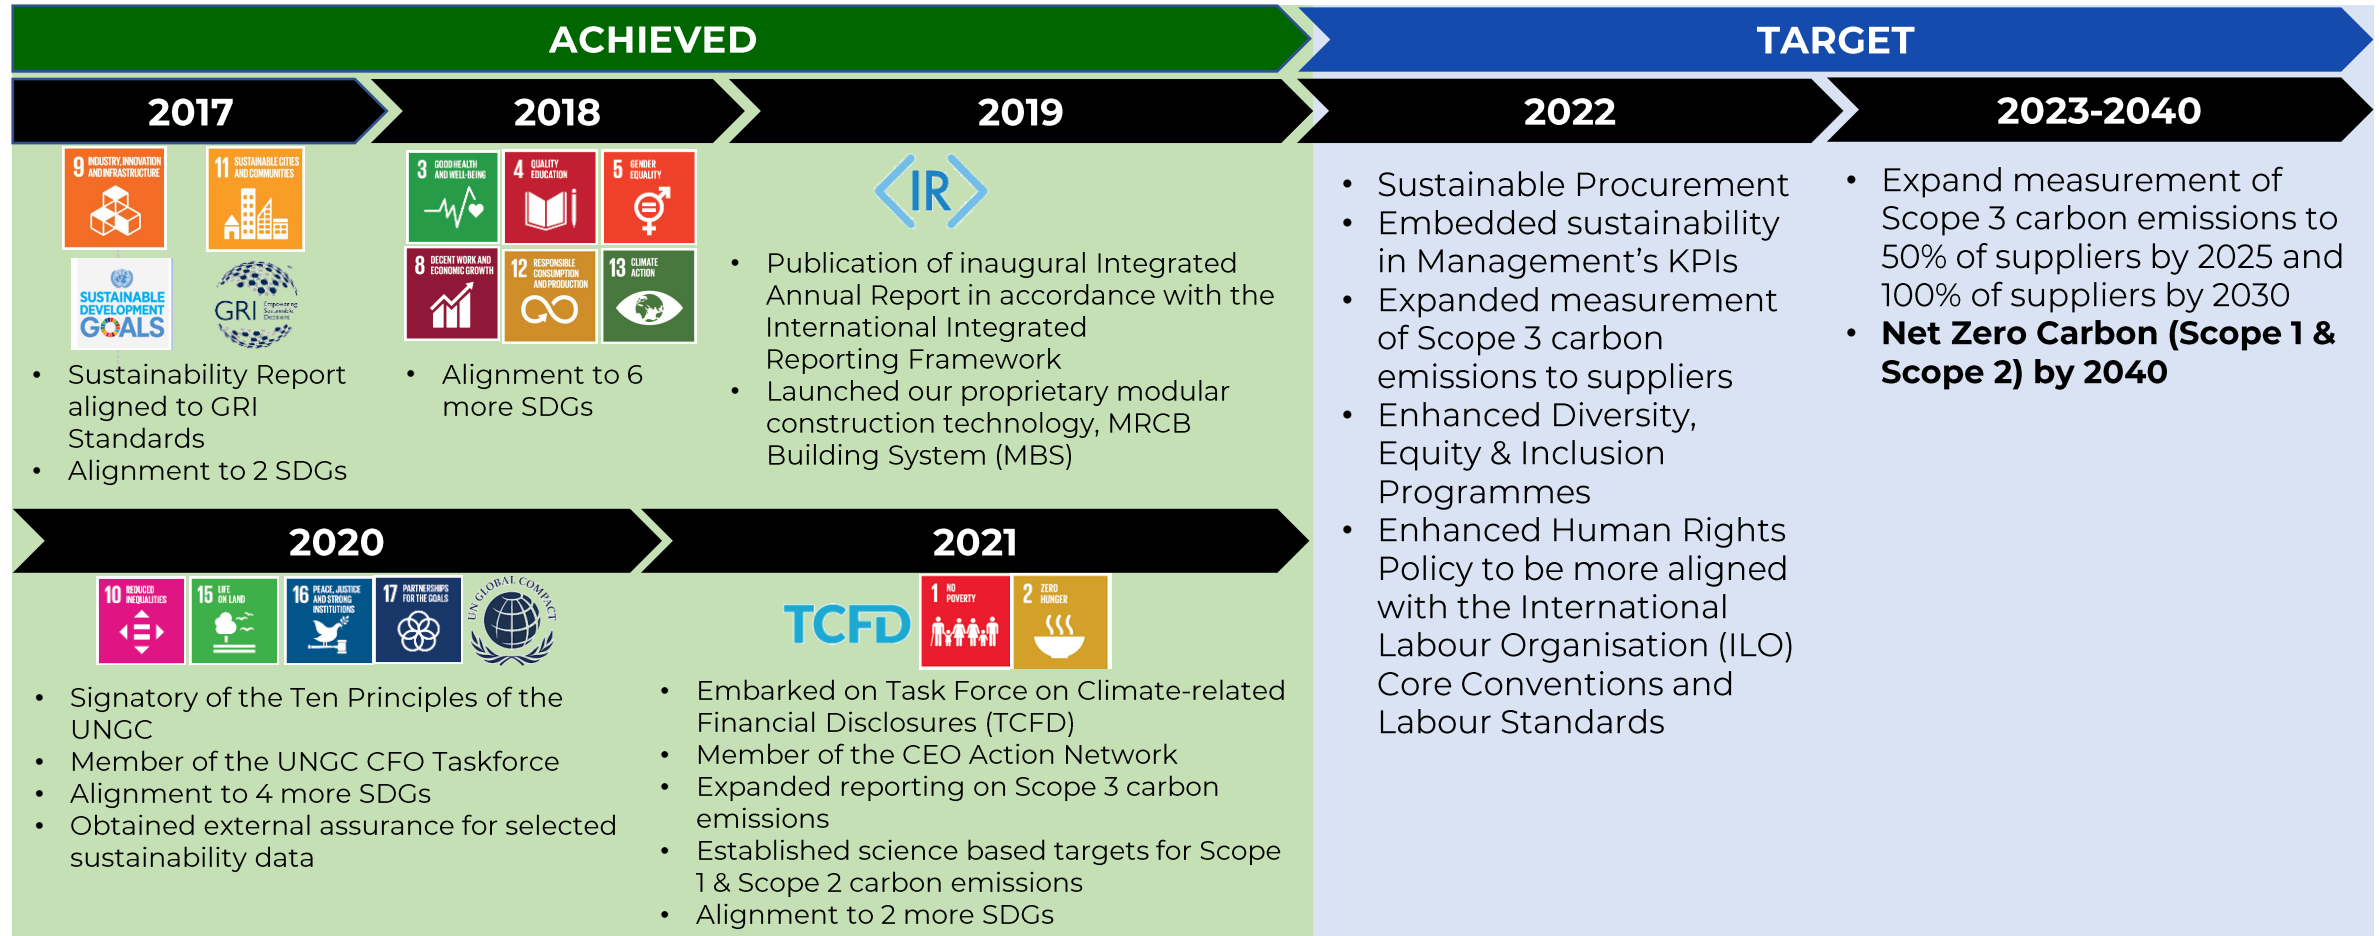 ACHIEVED
TARGET
2017
2018
2019
2022
2023-2040
9 INDUSTRY, INNOVATION
AND INFRASTRUCTURE
11 SUSTAINABLE CITIES
AND COMMUNITIES
SUSTAINABLE
DEVELOPMENT
GOALS
GRI Empowering
Sustainable
Decisions
• Sustainability Report
aligned to GRI
Standards
• Alignment to 2 SDGs
3 GOOD HEALTH
AND WELL-BEING
4 QUALITY
EDUCATION
5 GENDER
EQUALITY
8 DECENT WORK AND
ECONOMIC GROWTH
12 RESPONSIBLE
CONSUMPTION
AND PRODUCTION
13 CLIMATE
ACTION
• Alignment to 6
more SDGs
<IR>
• Publication of inaugural Integrated
Annual Report in accordance with the
International Integrated
Reporting Framework
• Launched our proprietary modular
construction technology, MRCB
Building System (MBS)
2020
2021
10 REDUCED
INEQUALITIES
15 LIFE
ON LAND
16 PEACE, JUSTICE
AND STRONG
INSTITUTIONS
17 PARTNERSHIPS
FOR THE GOALS
UN GLOBAL COMPACT
• Signatory of the Ten Principles of the
UNGC
• Member of the UNGC CFO Taskforce
• Alignment to 4 more SDGs
• Obtained external assurance for selected
sustainability data
TCFD
1 NO
POVERTY
2 ZERO
HUNGER
• Embarked on Task Force on Climate-related
Financial Disclosures (TCFD)
• Member of the CEO Action Network
• Expanded reporting on Scope 3 carbon
emissions
• Established science based targets for Scope
1 & Scope 2 carbon emissions
• Alignment to 2 more SDGs
• Sustainable Procurement
• Embedded sustainability
in Management's KPIs
• Expanded measurement
of Scope 3 carbon
emissions to suppliers
• Enhanced Diversity,
Equity & Inclusion
Programmes
• Enhanced Human Rights
Policy to be more aligned
with the International
Labour Organisation (ILO)
Core Conventions and
Labour Standards
• Expand measurement of
Scope 3 carbon emissions to
50% of suppliers by 2025 and
100% of suppliers by 2030
• Net Zero Carbon (Scope 1 &
Scope 2) by 2040